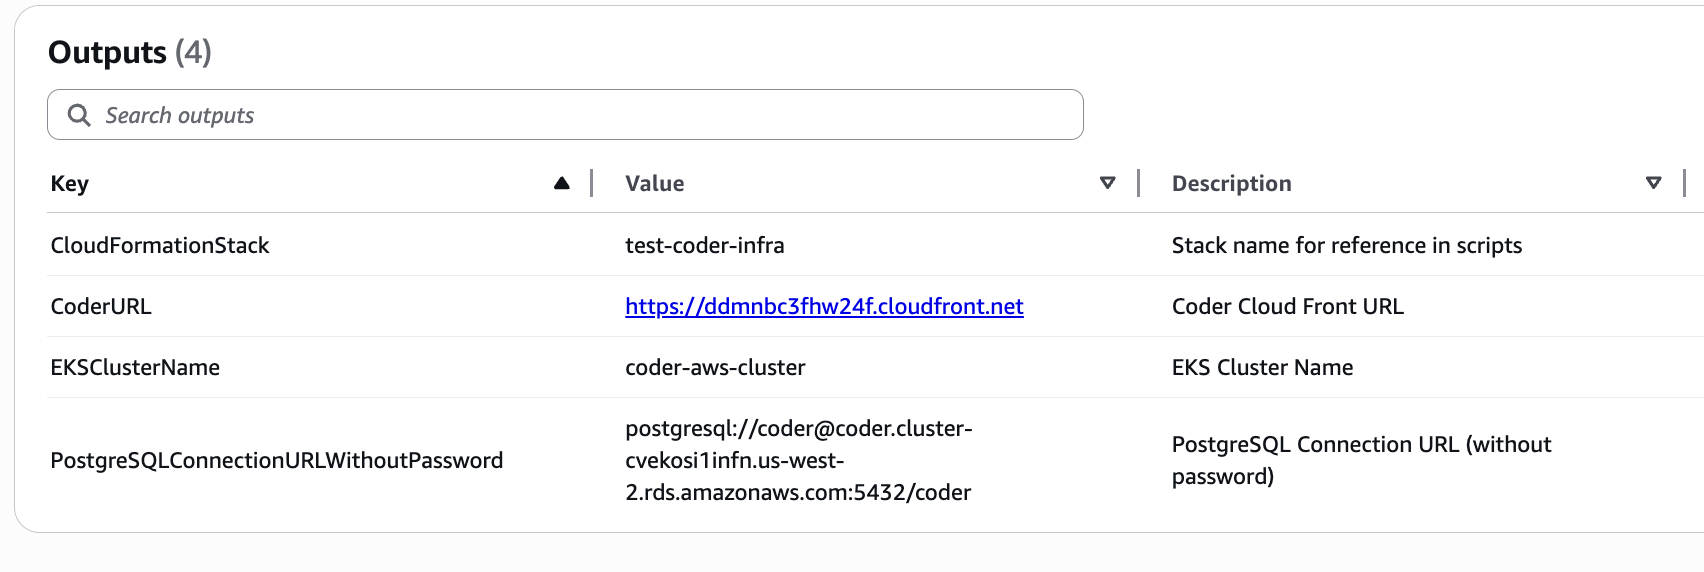 Outputs (4)
Search outputs
Key Value Description
CloudFormationStack test-coder-infra Stack name for reference in scripts
CoderURL https://ddmnbc3fhw24f.cloudfront.net Coder Cloud Front URL
EKSClusterName coder-aws-cluster EKS Cluster Name
PostgreSQLConnectionURLWithoutPassword
postgresql://coder@coder.cluster-
cvekosi1infn.us-west-
2.rds.amazonaws.com:5432/coder
PostgreSQL Connection URL (without
password)